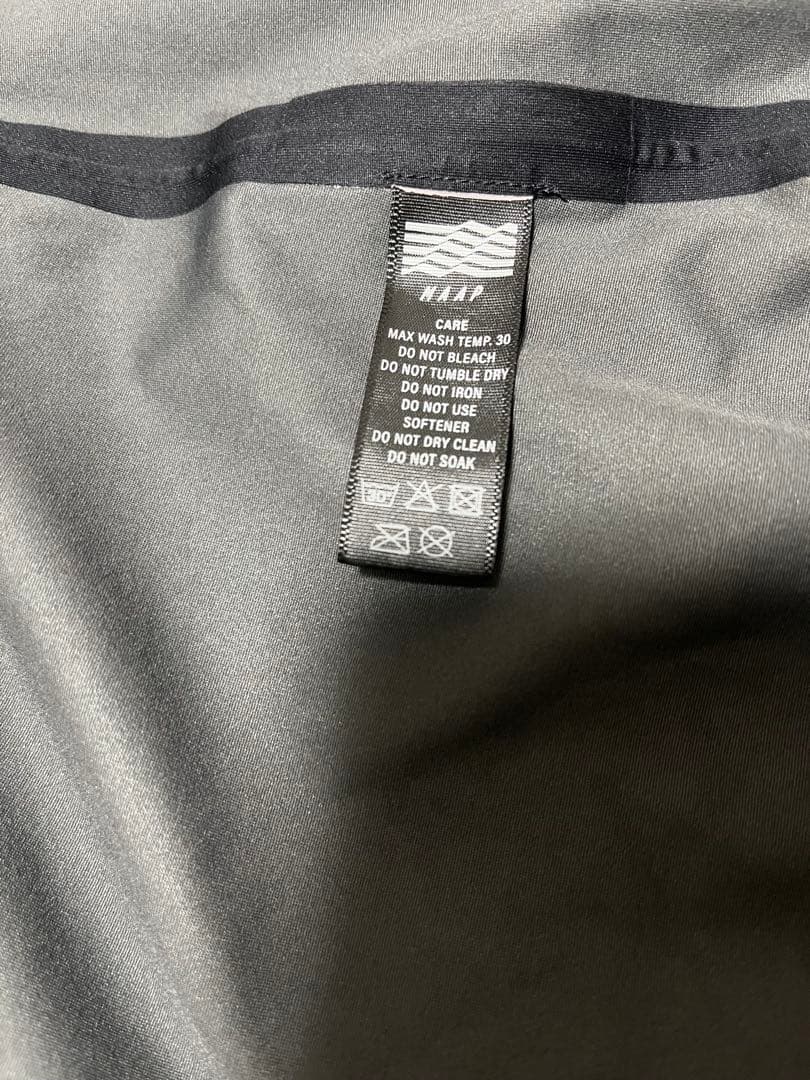 MAAP
CARE
MAX WASH TEMP. 30
DO NOT BLEACH
DO NOT TUMBLE DRY
DO NOT IRON
DO NOT USE
SOFTENER
DO NOT DRY CLEAN
DO NOT SOAK
30°